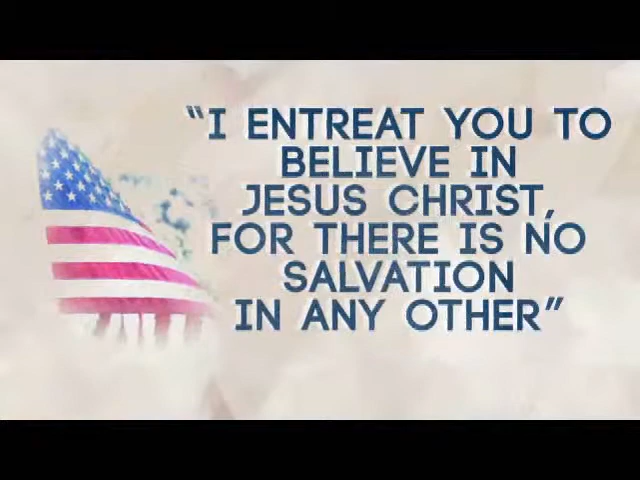 “I ENTREAT YOU TO
BELIEVE IN
JESUS CHRIST,
FOR THERE IS NO
SALVATION
IN ANY OTHER”